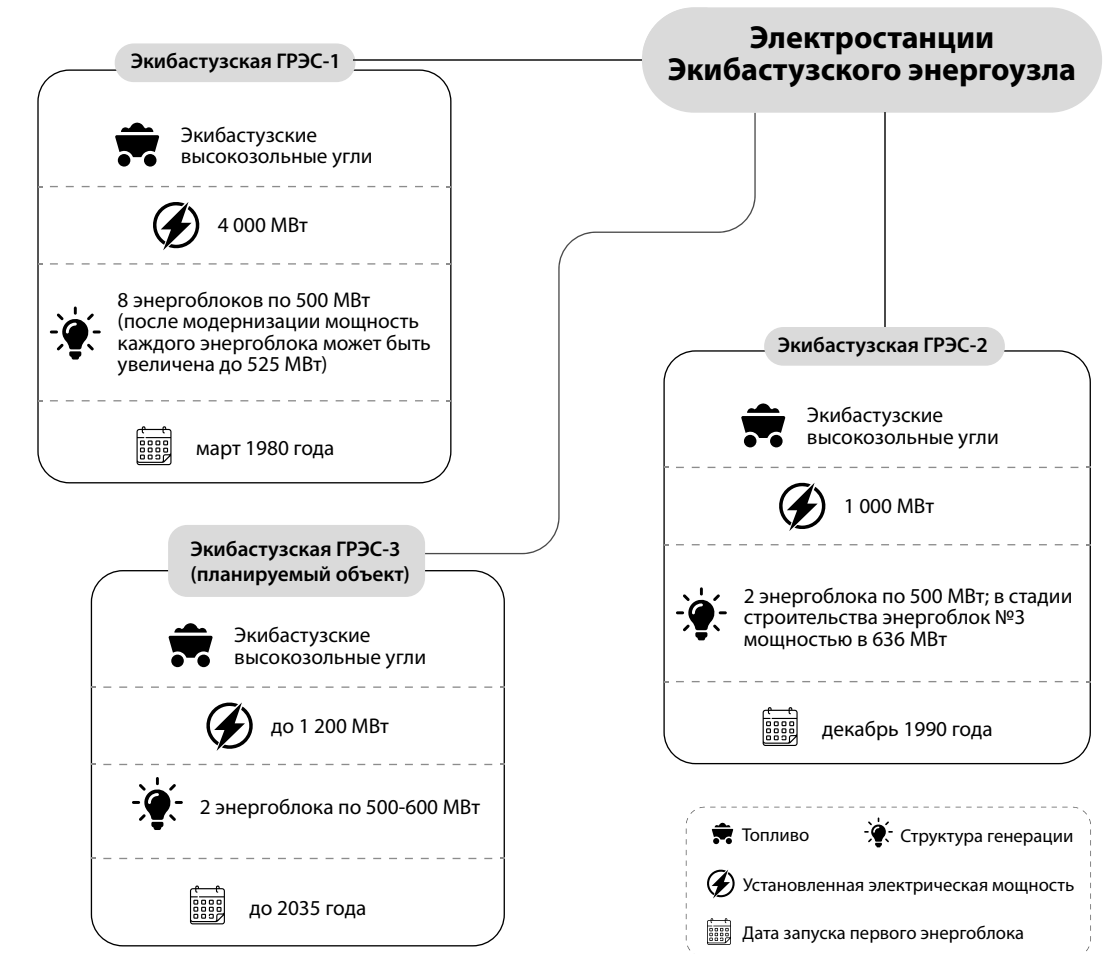 Электростанции
Экибастузского энергоузла
Экибастузская ГРЭС-1
Экибастузские
высокозольные угли
4 000 МВт
8 энергоблоков по 500 МВт
(после модернизации мощность
каждого энергоблока может быть
увеличена до 525 МВт)
март 1980 года
Экибастузская ГРЭС-2
Экибастузские
высокозольные угли
1 000 МВт
2 энергоблока по 500 МВт; в стадии
строительства энергоблок №3
мощностью в 636 МВт
декабрь 1990 года
Экибастузская ГРЭС-3
(планируемый объект)
Экибастузские
высокозольные угли
до 1 200 МВт
2 энергоблока по 500-600 МВт
до 2035 года
Топливо
Структура генерации
Установленная электрическая мощность
Дата запуска первого энергоблока